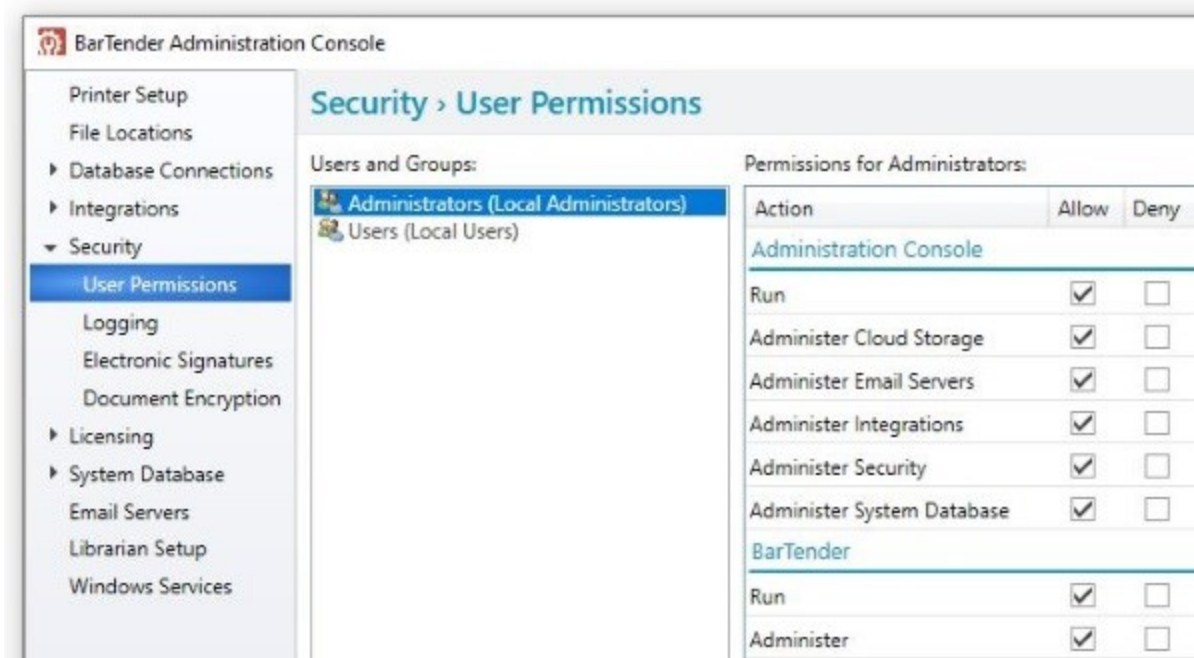 BarTender Administration Console
Printer Setup
File Locations
Database Connections
Integrations
Security
User Permissions
Logging
Electronic Signatures
Document Encryption
Licensing
System Database
Email Servers
Librarian Setup
Windows Services
Security › User Permissions
Users and Groups:
Administrators (Local Administrators)
Users (Local Users)
Permissions for Administrators:
Action Allow Deny
Administration Console
Run
Administer Cloud Storage
Administer Email Servers
Administer Integrations
Administer Security
Administer System Database
BarTender
Run
Administer